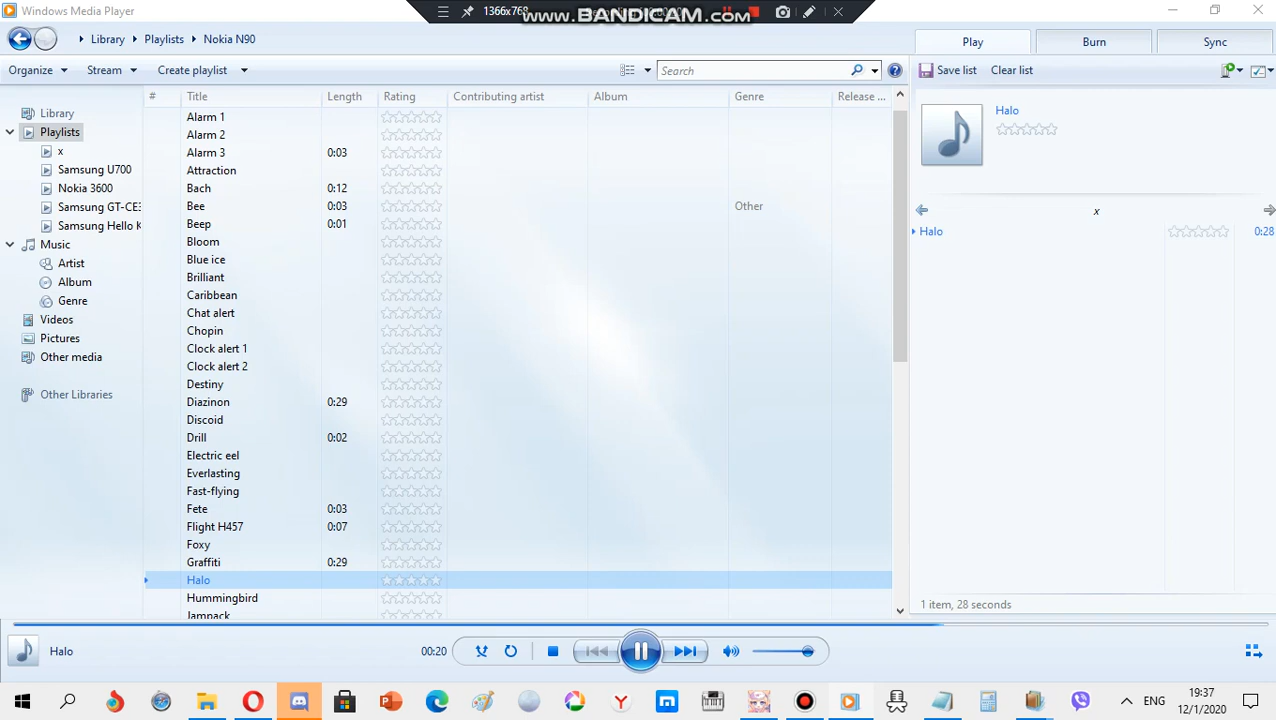 Windows Media Player
1366x768
www.BANDICAM.com
Library
Playlists
Nokia N90
Play
Burn
Sync
Organize
Stream
Create playlist
Search
Save list
Clear list
# Title Length Rating Contributing artist Album Genre Release ...
Library
Playlists
x
Samsung U700
Nokia 3600
Samsung GT-CE3
Samsung Hello K
Music
Artist
Album
Genre
Videos
Pictures
Other media
Other Libraries
Alarm 1
Alarm 2
Alarm 3 0:03
Attraction
Bach 0:12
Bee 0:03 Other
Beep 0:01
Bloom
Blue ice
Brilliant
Caribbean
Chat alert
Chopin
Clock alert 1
Clock alert 2
Destiny
Diazinon 0:29
Discoid
Drill 0:02
Electric eel
Everlasting
Fast-flying
Fete 0:03
Flight H457 0:07
Foxy
Graffiti 0:29
Halo
Hummingbird
Jampack
Halo
x
Halo 0:28
1 item, 28 seconds
Halo
00:20
ENG
19:37
12/1/2020